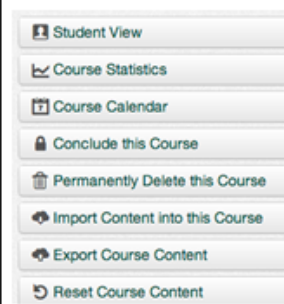 Student View
Course Statistics
Course Calendar
Conclude this Course
Permanently Delete this Course
Import Content into this Course
Export Course Content
Reset Course Content